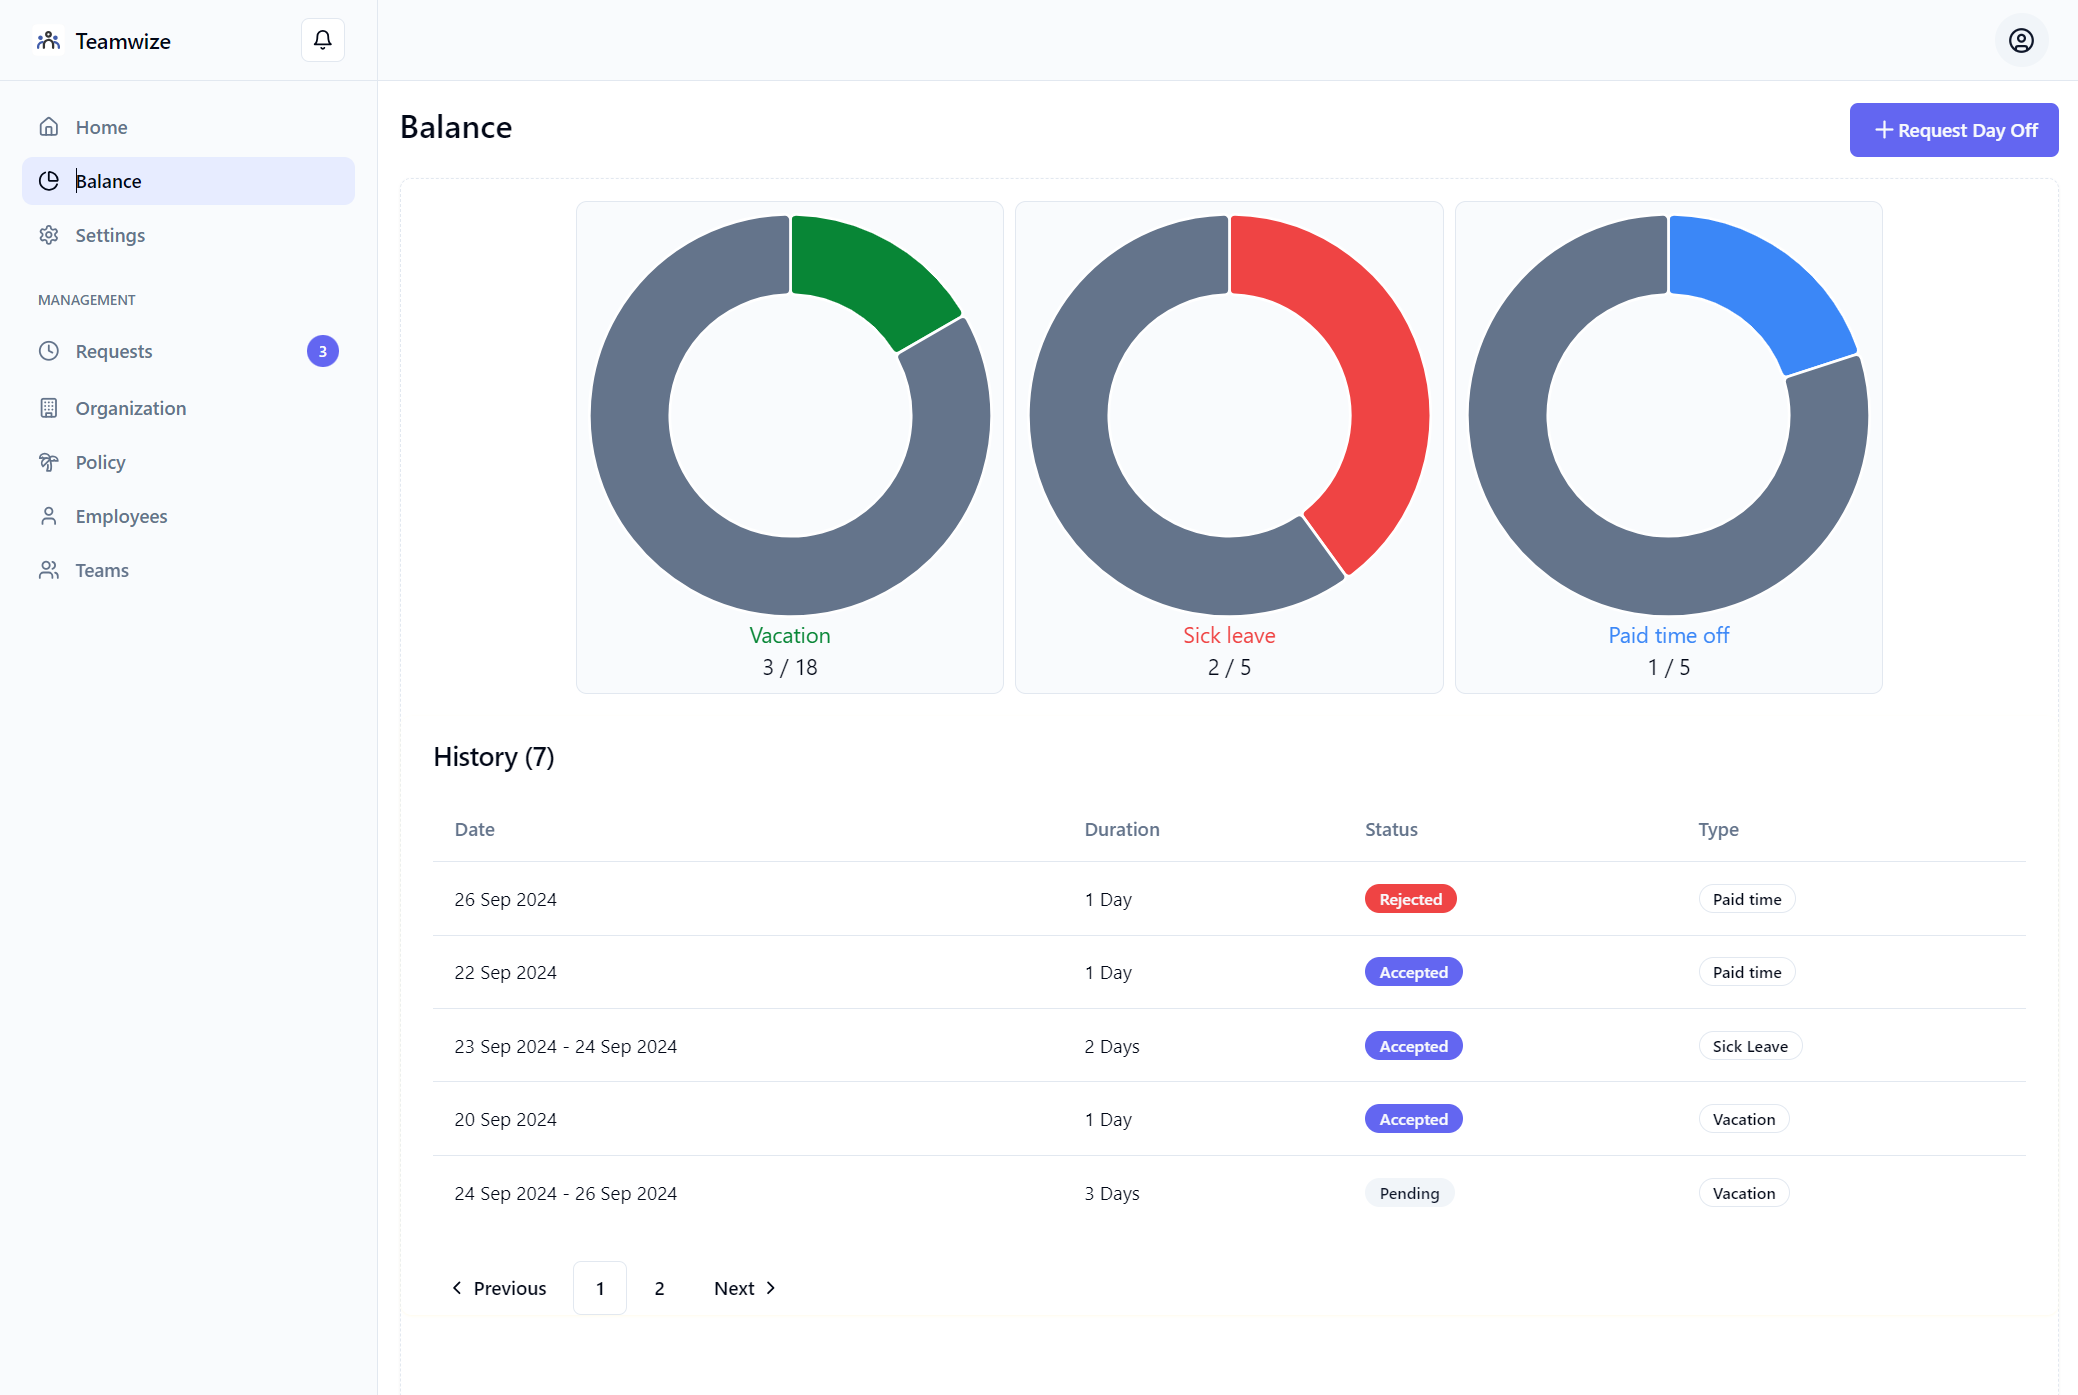 Teamwize
Home
Balance
Settings
MANAGEMENT
Requests 3
Organization
Policy
Employees
Teams
Balance
Request Day Off
Vacation
3 / 18
Sick leave
2 / 5
Paid time off
1 / 5
History (7)
Date Duration Status Type
26 Sep 2024 1 Day Rejected Paid time
22 Sep 2024 1 Day Accepted Paid time
23 Sep 2024 - 24 Sep 2024 2 Days Accepted Sick Leave
20 Sep 2024 1 Day Accepted Vacation
24 Sep 2024 - 26 Sep 2024 3 Days Pending Vacation
Previous 1 2 Next